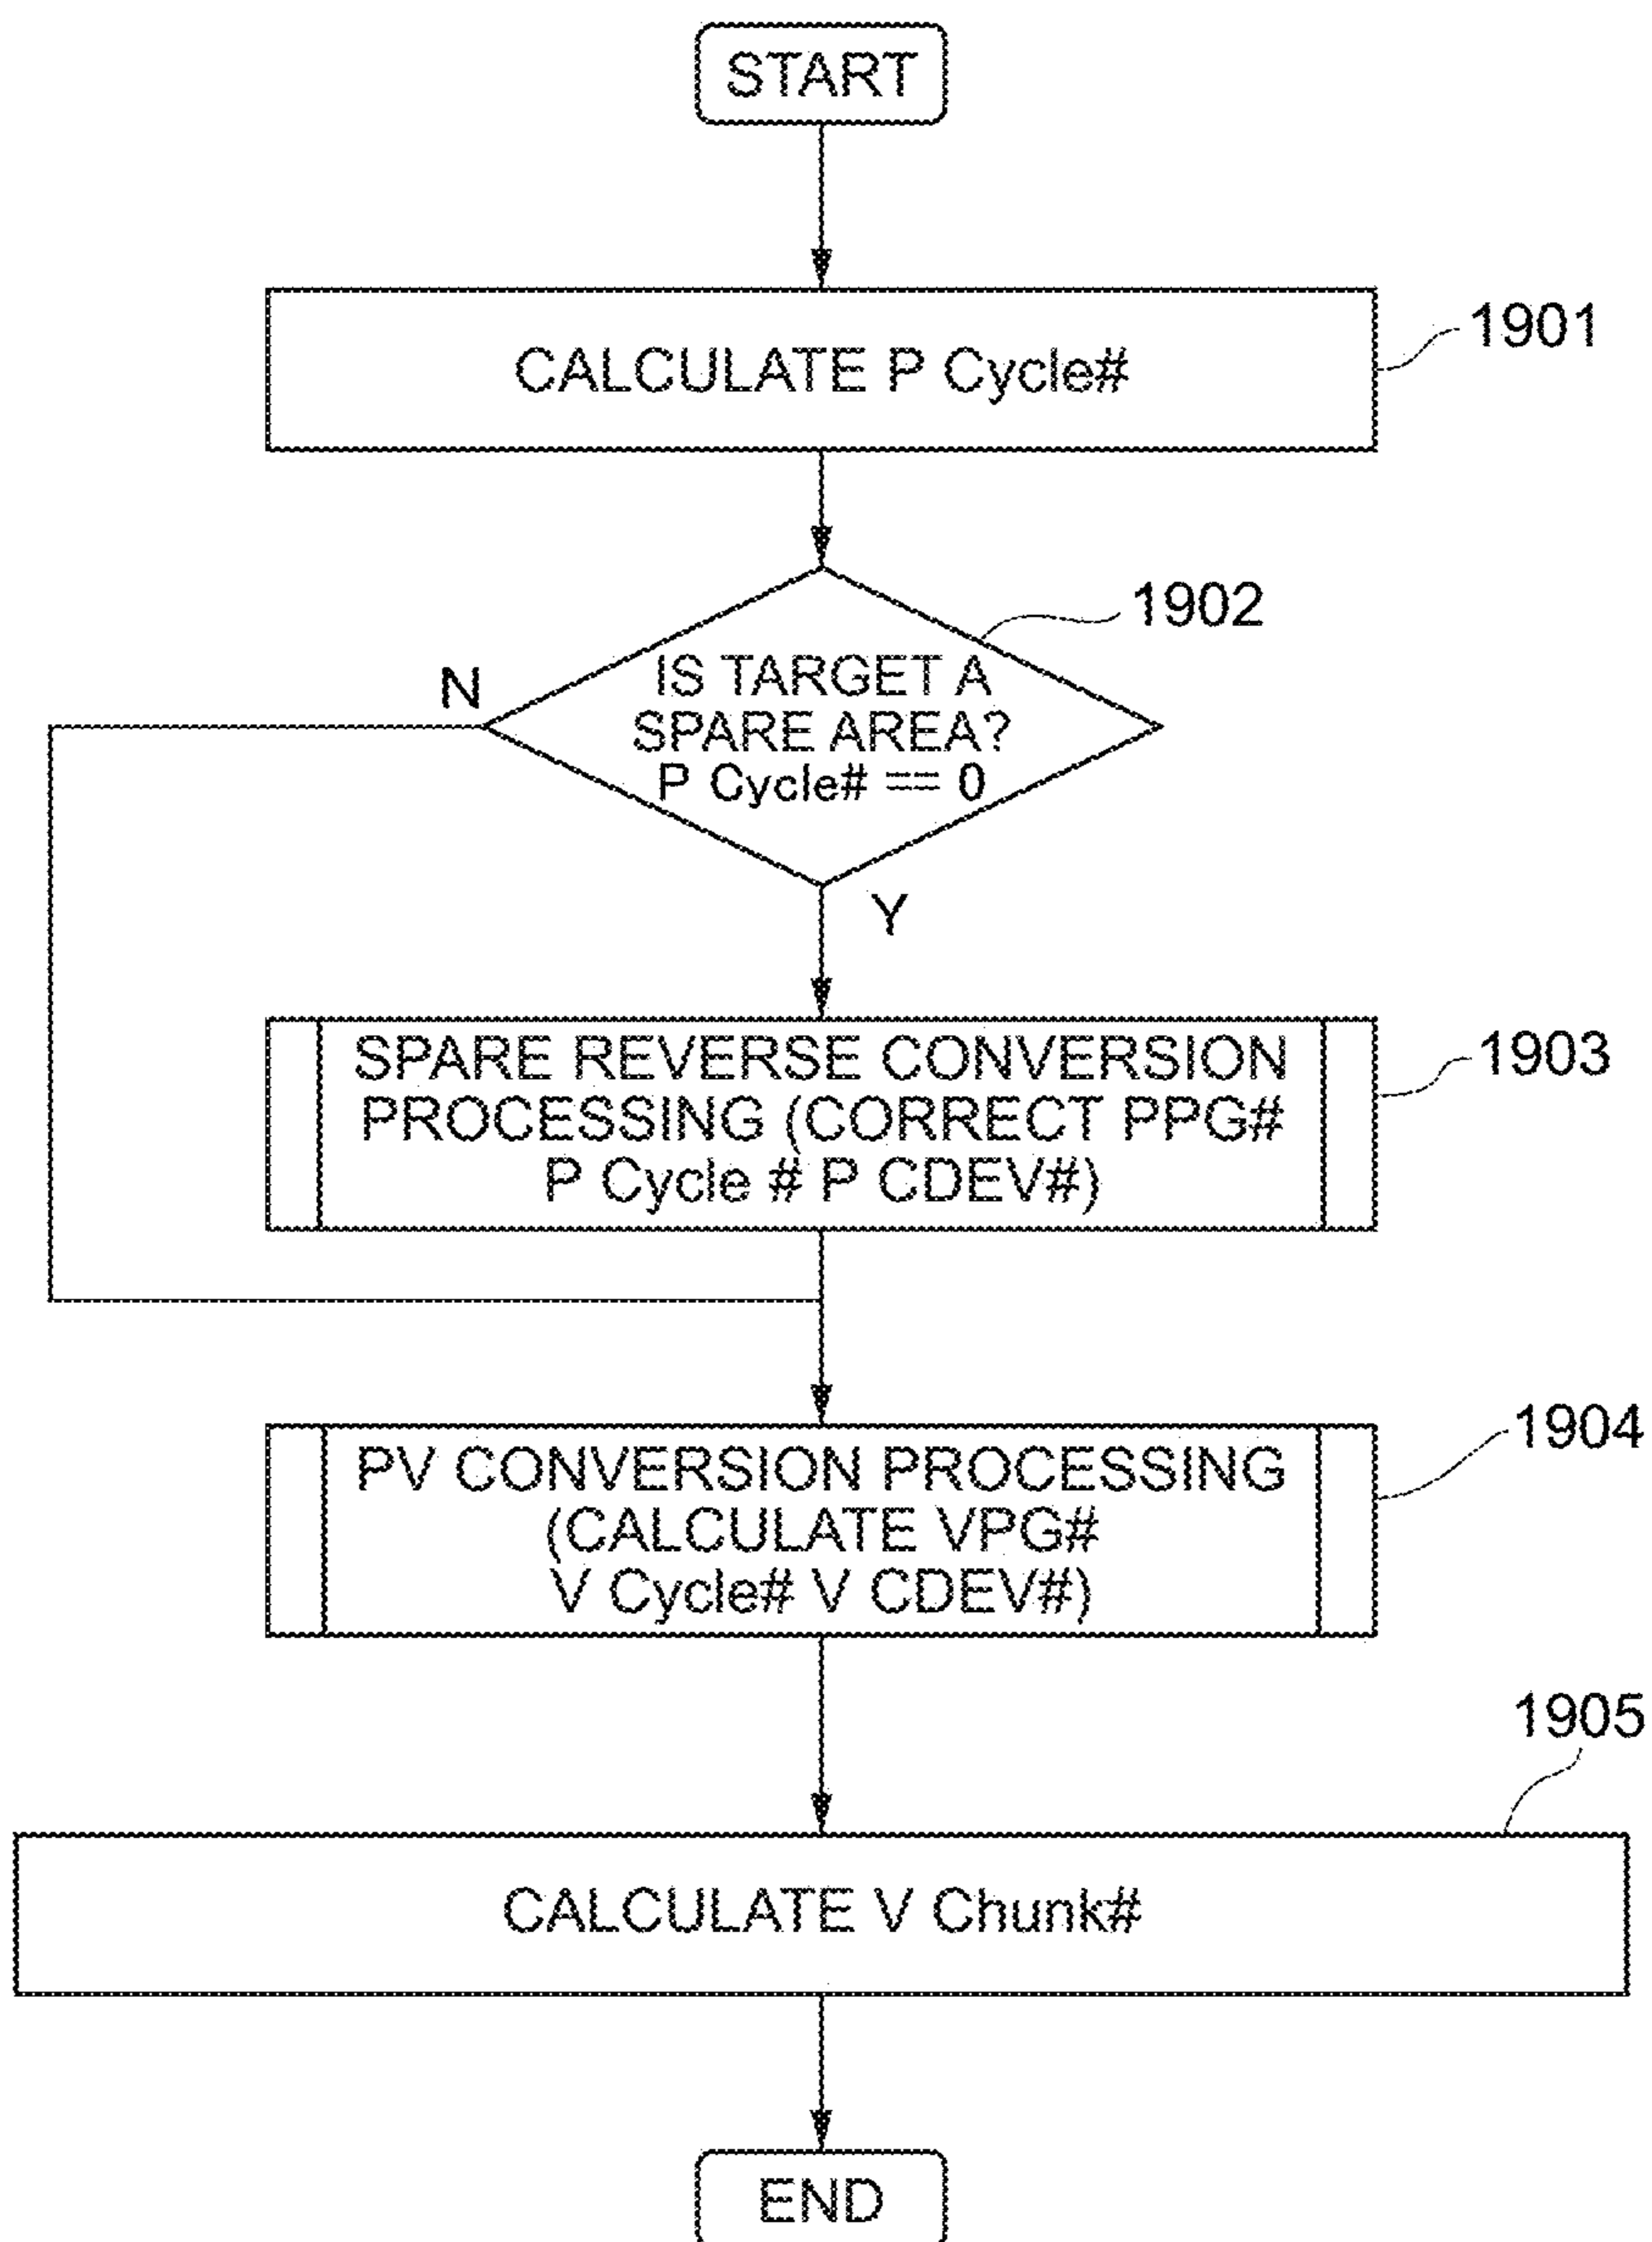 START
CALCULATE P Cycle#
1901
1902
IS TARGET A
SPARE AREA?
P Cycle# == 0
N
Y
SPARE REVERSE CONVERSION
PROCESSING (CORRECT PPG#
P Cycle # P CDEV#)
1903
PV CONVERSION PROCESSING
(CALCULATE VPG#
V Cycle# V CDEV#)
1904
1905
CALCULATE V Chunk#
END